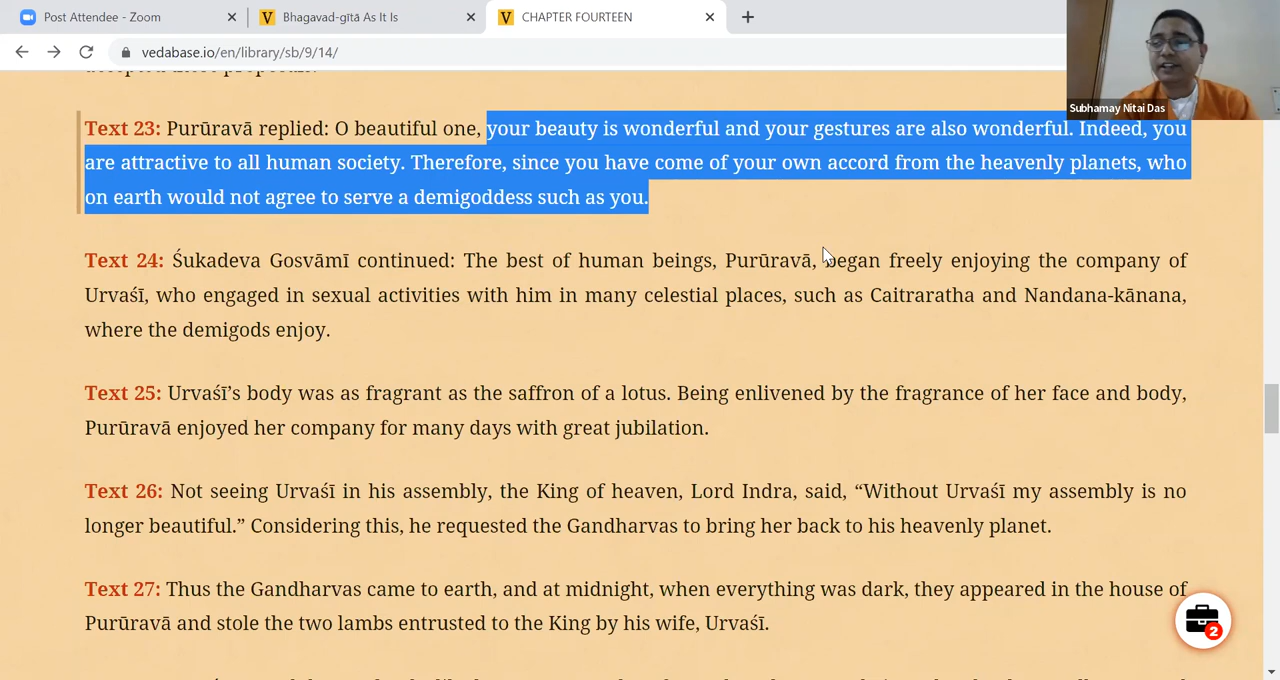 Post Attendee - Zoom
Bhagavad-gītā As It Is
CHAPTER FOURTEEN
vedabase.io/en/library/sb/9/14/
Subhamay Nitai Das
Text 23: Purūravā replied: O beautiful one, your beauty is wonderful and your gestures are also wonderful. Indeed, you
are attractive to all human society. Therefore, since you have come of your own accord from the heavenly planets, who
on earth would not agree to serve a demigoddess such as you.
Text 24: Śukadeva Gosvāmī continued: The best of human beings, Purūravā, began freely enjoying the company of
Urvaśī, who engaged in sexual activities with him in many celestial places, such as Caitraratha and Nandana-kānana,
where the demigods enjoy.
Text 25: Urvaśī’s body was as fragrant as the saffron of a lotus. Being enlivened by the fragrance of her face and body,
Purūravā enjoyed her company for many days with great jubilation.
Text 26: Not seeing Urvaśī in his assembly, the King of heaven, Lord Indra, said, “Without Urvaśī my assembly is no
longer beautiful.” Considering this, he requested the Gandharvas to bring her back to his heavenly planet.
Text 27: Thus the Gandharvas came to earth, and at midnight, when everything was dark, they appeared in the house of
Purūravā and stole the two lambs entrusted to the King by his wife, Urvaśī.
2